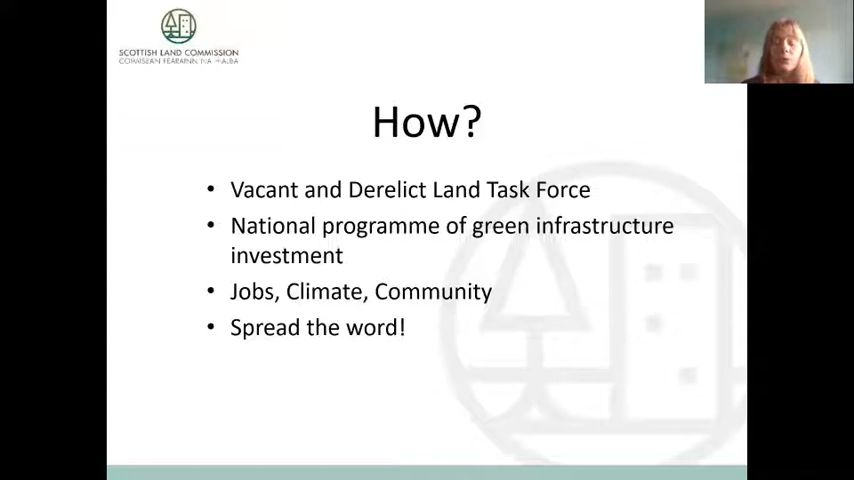 SCOTTISH LAND COMMISSION
COIMISEAN FEARAINN NA H-ALBA
How?
• Vacant and Derelict Land Task Force
• National programme of green infrastructure
investment
• Jobs, Climate, Community
• Spread the word!